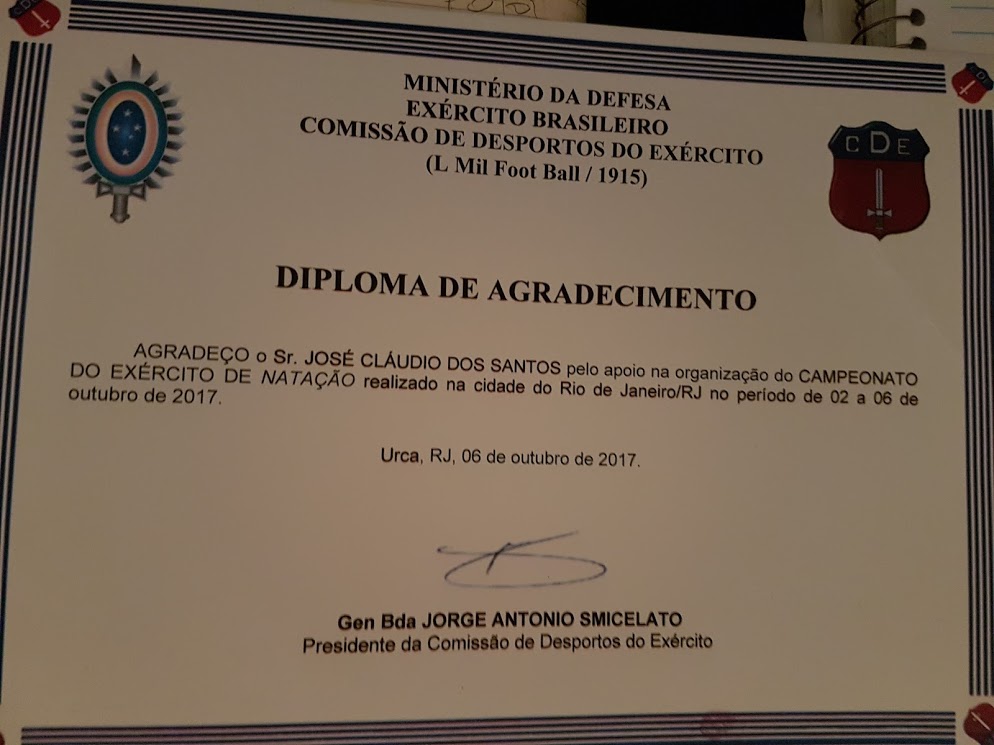 MINISTÉRIO DA DEFESA
EXÉRCITO BRASILEIRO
COMISSÃO DE DESPORTOS DO EXÉRCITO
(L Mil Foot Ball / 1915)
CDE
DIPLOMA DE AGRADECIMENTO
AGRADEÇO o Sr. JOSÉ CLÁUDIO DOS SANTOS pelo apoio na organização do CAMPEONATO
DO EXÉRCITO DE NATAÇÃO realizado na cidade do Rio de Janeiro/RJ no período de 02 a 06 de
outubro de 2017.
Urca, RJ, 06 de outubro de 2017.
Gen Bda JORGE ANTONIO SMICELATO
Presidente da Comissão de Desportos do Exército